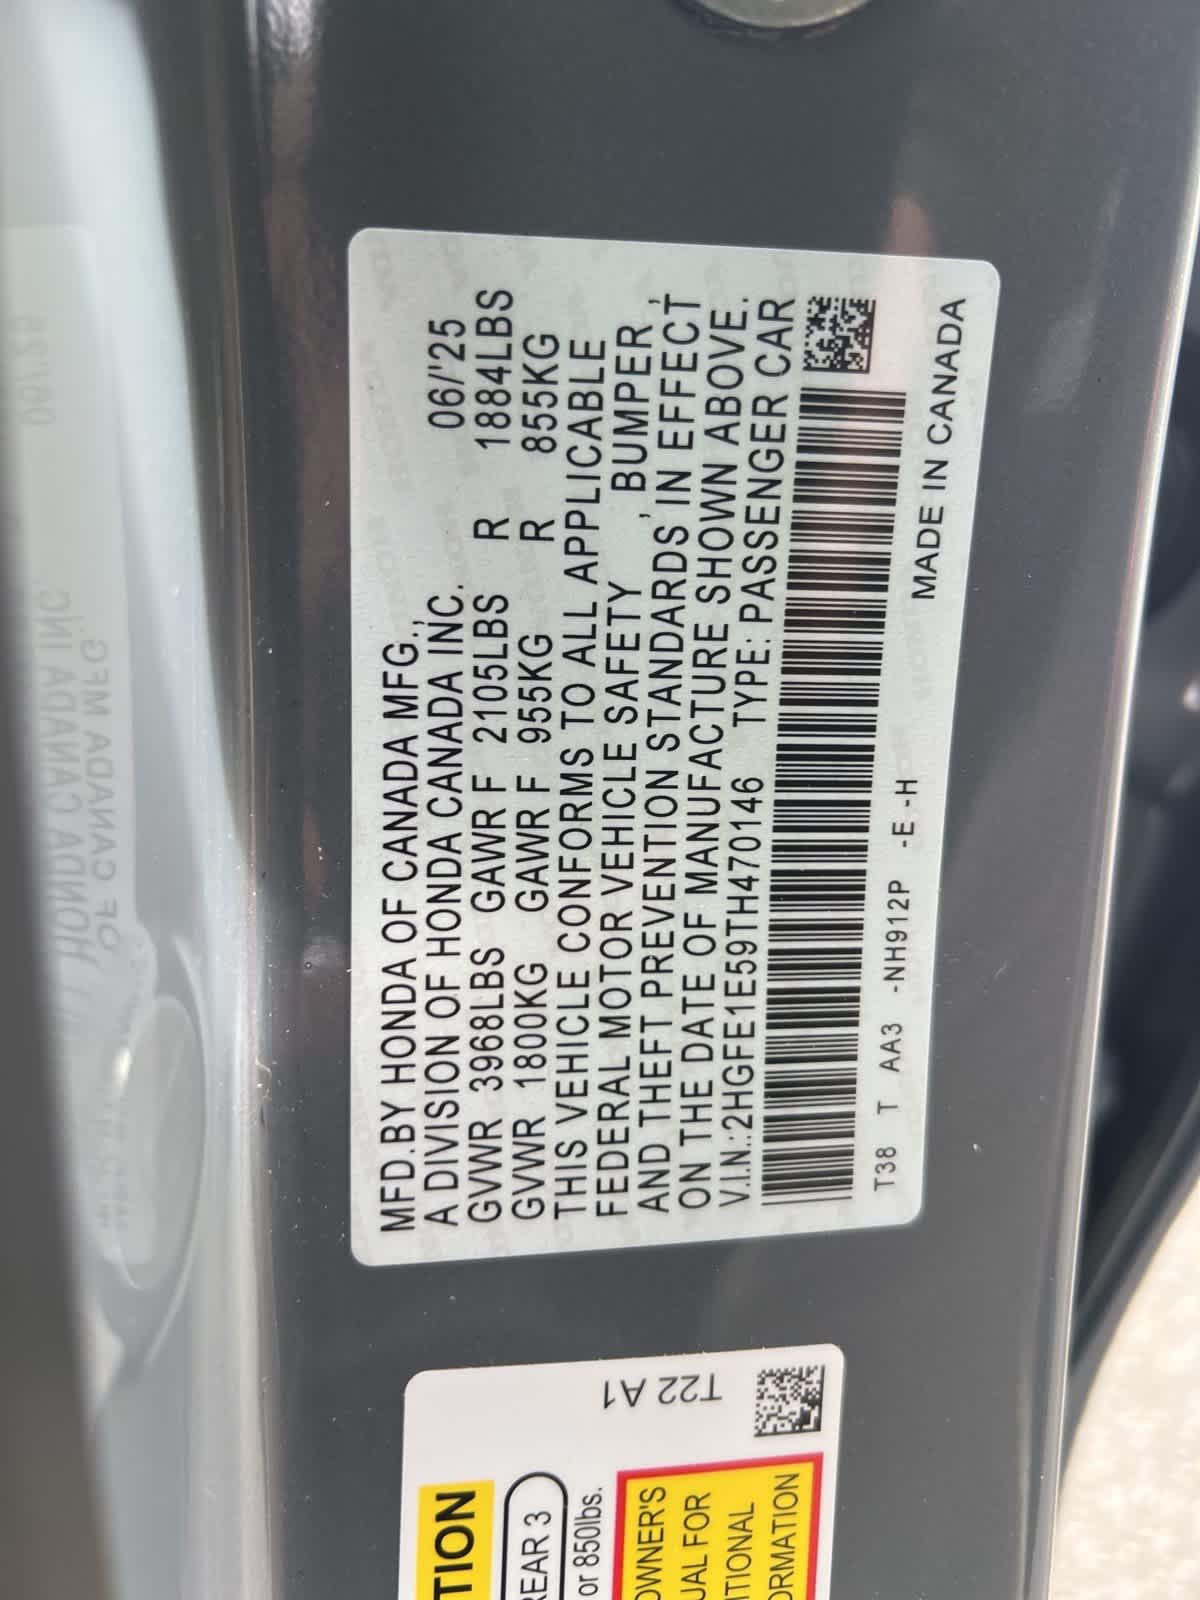 MFD.BY HONDA OF CANADA MFG.,
A DIVISION OF HONDA CANADA INC. 06/'25
GVWR 3968LBS GAWR F 2105LBS R 1884LBS
GVWR 1800KG GAWR F 955KG R 855KG
THIS VEHICLE CONFORMS TO ALL APPLICABLE
FEDERAL MOTOR VEHICLE SAFETY , BUMPER ,
AND THEFT PREVENTION STANDARDS IN EFFECT
ON THE DATE OF MANUFACTURE SHOWN ABOVE.
V.I.N.:2HGFE1E59TH470146 TYPE: PASSENGER CAR
T38 T AA3 -NH912P -E -H MADE IN CANADA
T22 A1
TION
REAR 3
or 850lbs.
OWNER'S
UAL FOR
ITIONAL
ORMATION